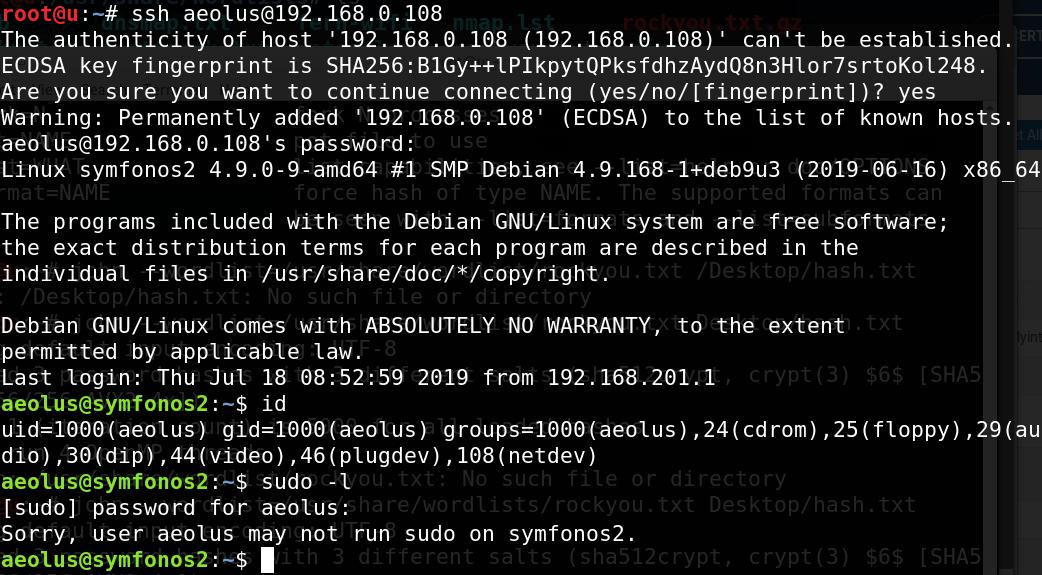 root@u:~# ssh aeolus@192.168.0.108
The authenticity of host '192.168.0.108 (192.168.0.108)' can't be established.
ECDSA key fingerprint is SHA256:B1Gy++lPIkpytQPksfdhzAydQ8n3Hlor7srtoKol248.
Are you sure you want to continue connecting (yes/no/[fingerprint])? yes
Warning: Permanently added '192.168.0.108' (ECDSA) to the list of known hosts.
aeolus@192.168.0.108's password:
Linux symfonos2 4.9.0-9-amd64 #1 SMP Debian 4.9.168-1+deb9u3 (2019-06-16) x86_64
The programs included with the Debian GNU/Linux system are free software;
the exact distribution terms for each program are described in the
individual files in /usr/share/doc/*/copyright.
Debian GNU/Linux comes with ABSOLUTELY NO WARRANTY, to the extent
permitted by applicable law.
Last login: Thu Jul 18 08:52:59 2019 from 192.168.201.1
aeolus@symfonos2:~$ id
uid=1000(aeolus) gid=1000(aeolus) groups=1000(aeolus),24(cdrom),25(floppy),29(au
dio),30(dip),44(video),46(plugdev),108(netdev)
aeolus@symfonos2:~$ sudo -l
[sudo] password for aeolus:
Sorry, user aeolus may not run sudo on symfonos2.
aeolus@symfonos2:~$